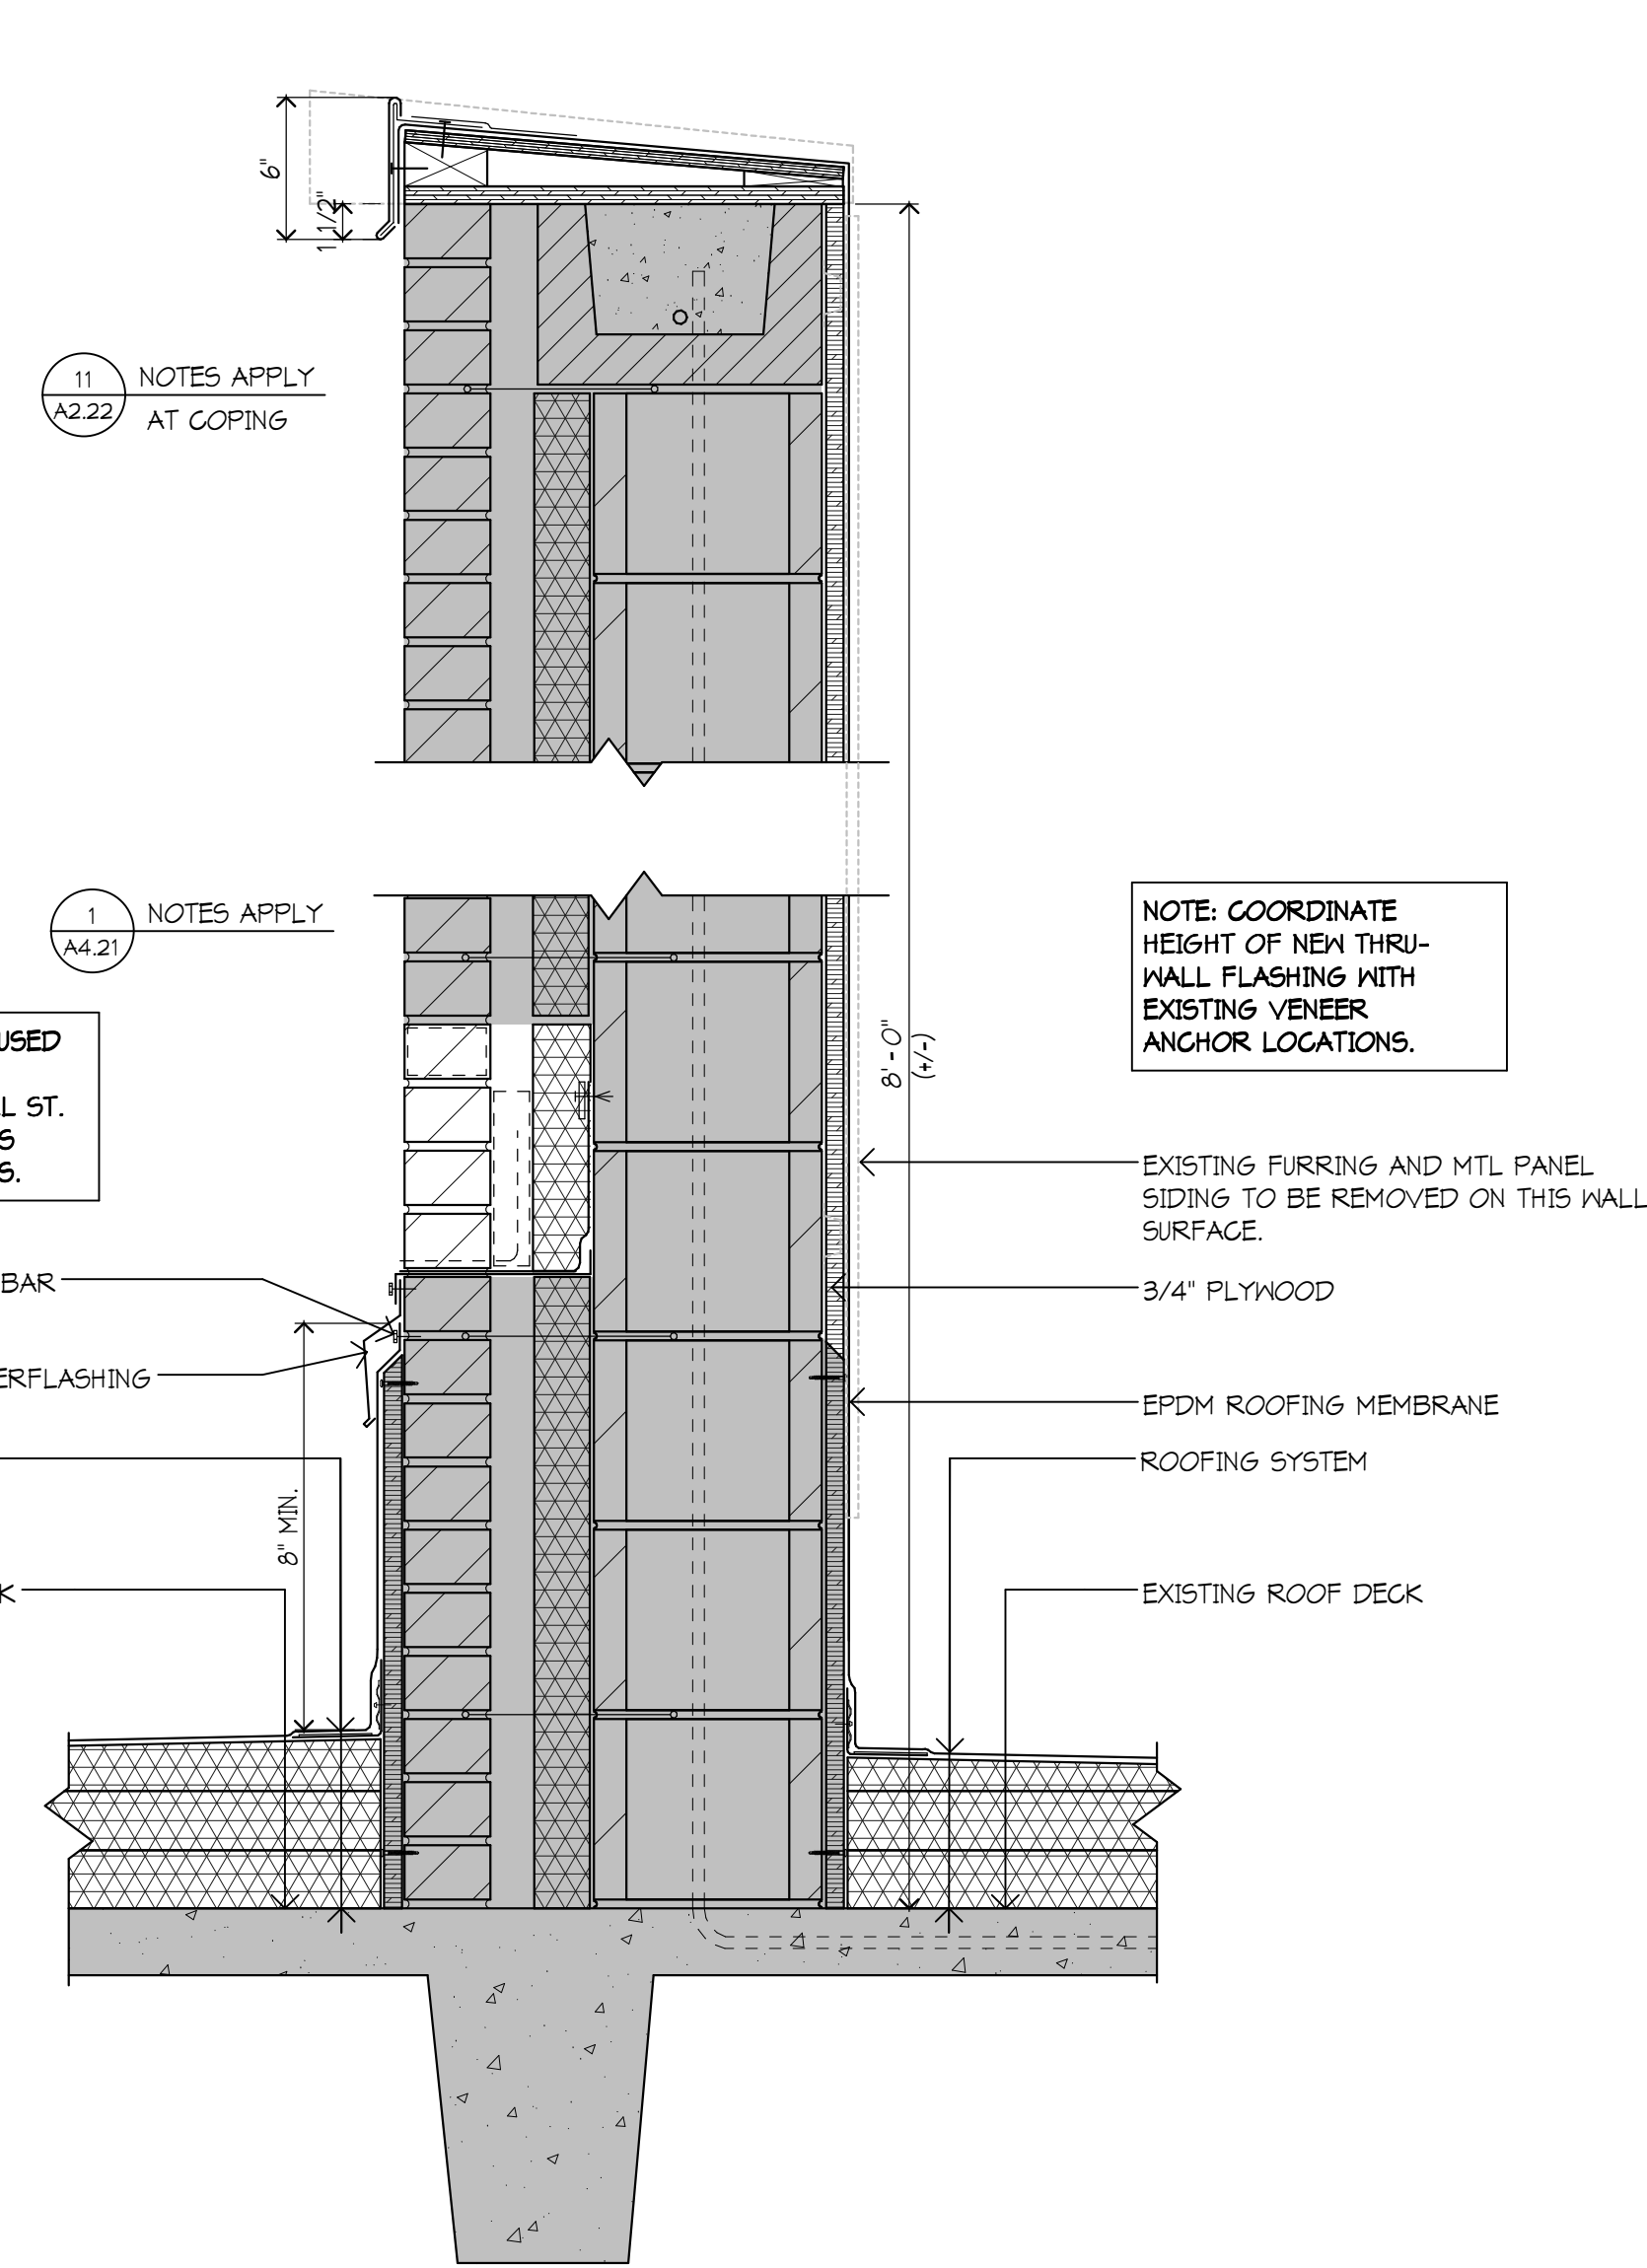 6"
1 1/2"
11
A2.22
NOTES APPLY
AT COPING
1
A4.21
NOTES APPLY
USED
ST.
S.
BAR
8" MIN.
8' - 0"
(+/-)
NOTE: COORDINATE
HEIGHT OF NEW THRU-
WALL FLASHING WITH
EXISTING VENEER
ANCHOR LOCATIONS.
EXISTING FURRING AND MTL PANEL
SIDING TO BE REMOVED ON THIS WALL
SURFACE.
3/4" PLYWOOD
EPDM ROOFING MEMBRANE
ROOFING SYSTEM
EXISTING ROOF DECK
ERFLASHING